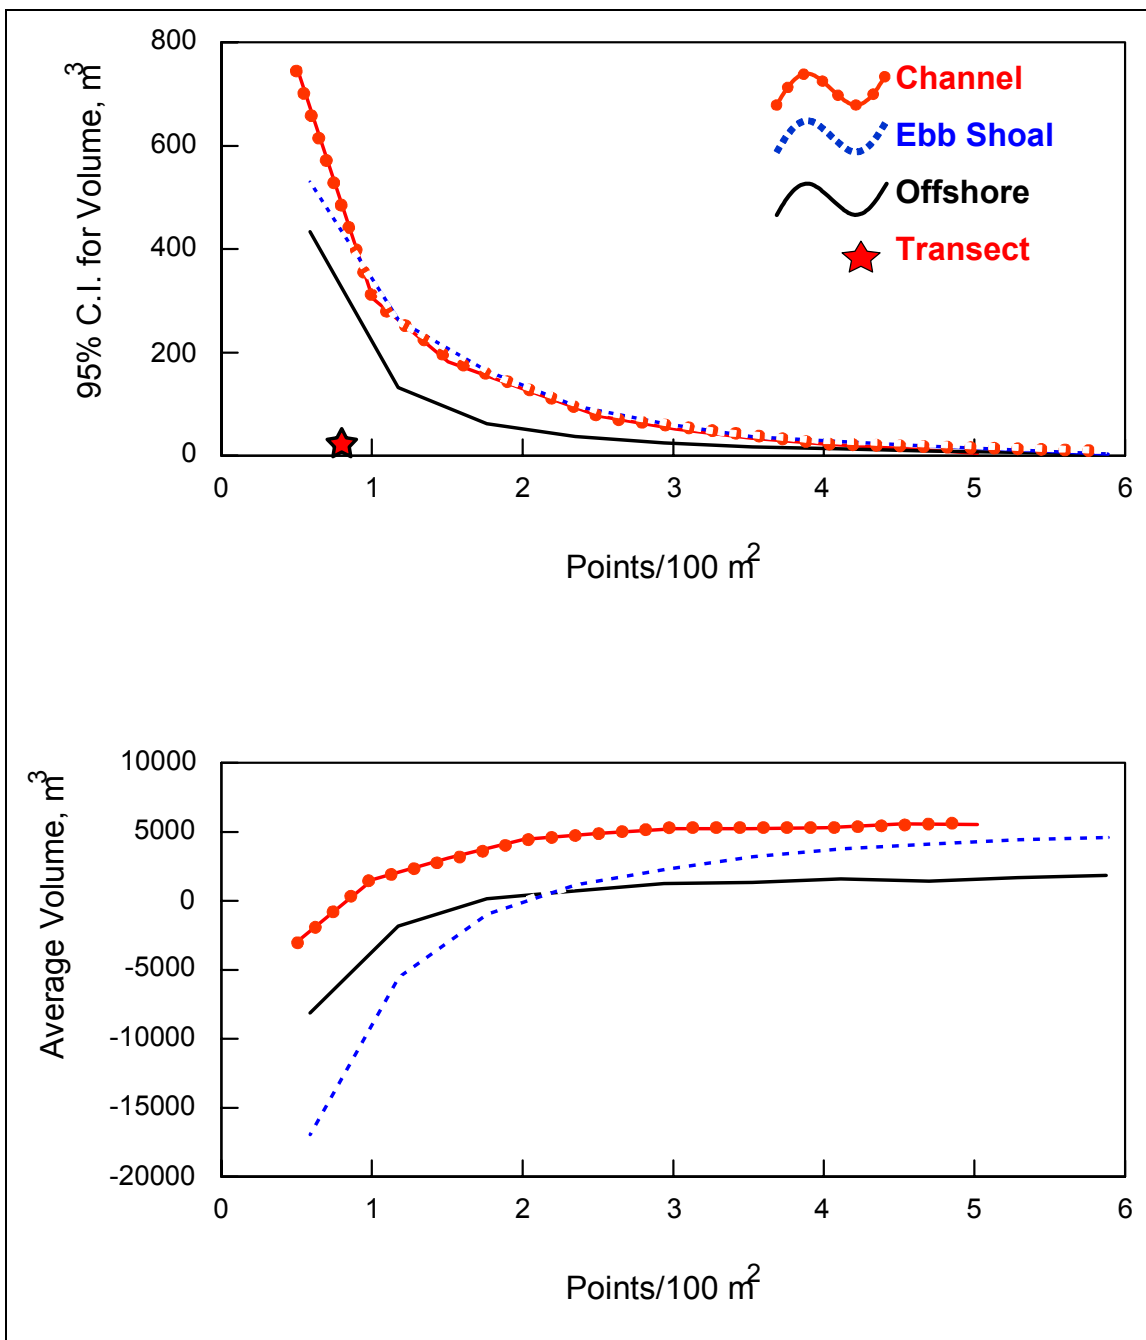 800
600
400
200
0
95% C.I. for Volume, m³
Channel
Ebb Shoal
Offshore
Transect
0 1 2 3 4 5 6
Points/100 m²
10000
5000
0
-5000
-10000
-15000
-20000
Average Volume, m³
0 1 2 3 4 5 6
Points/100 m²